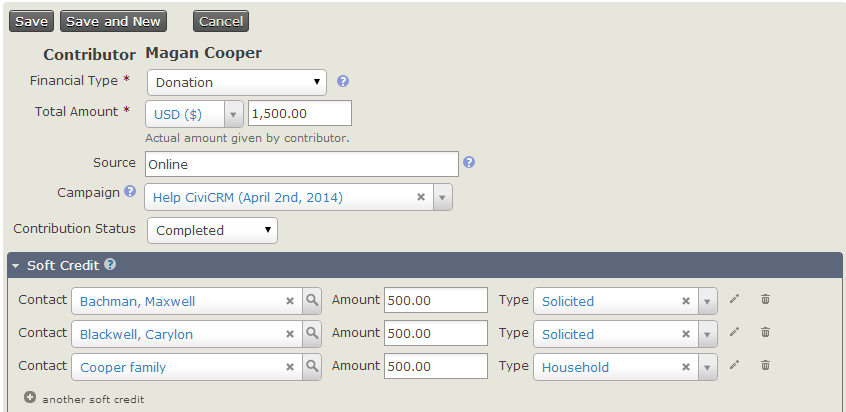 Save Save and New Cancel
Contributor Magan Cooper
Financial Type * Donation
Total Amount * USD ($) 1,500.00
Actual amount given by contributor.
Source Online
Campaign Help CiviCRM (April 2nd, 2014)
Contribution Status Completed
Soft Credit
Contact Bachman, Maxwell Amount 500.00 Type Solicited
Contact Blackwell, Carylon Amount 500.00 Type Solicited
Contact Cooper family Amount 500.00 Type Household
another soft credit